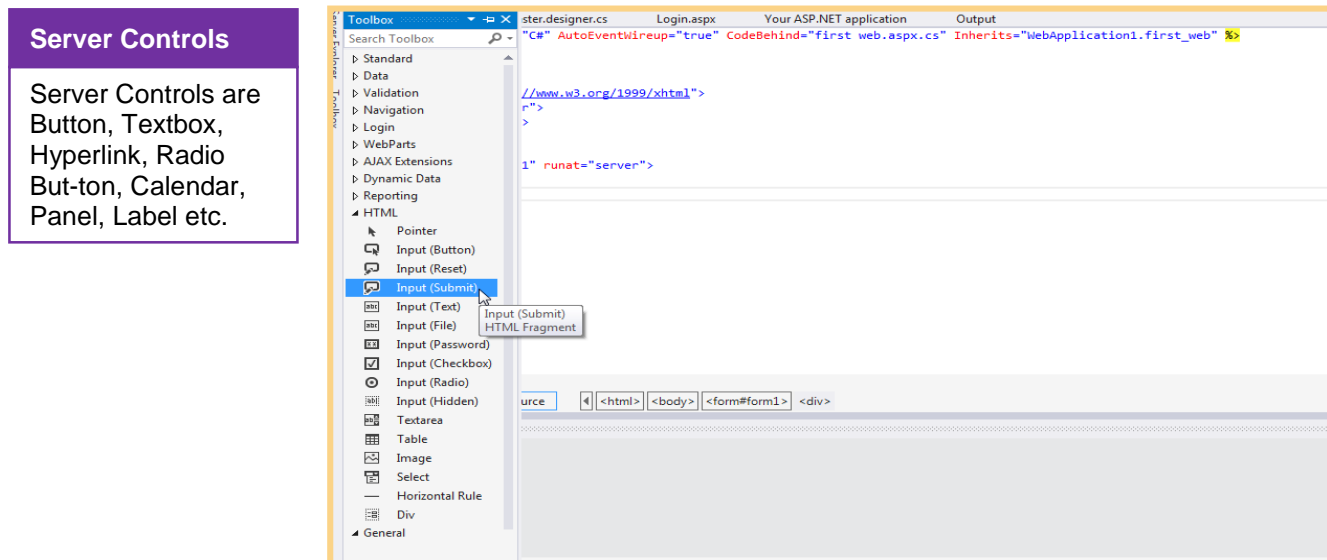 Server Controls
Server Controls are
Button, Textbox,
Hyperlink, Radio
But-ton, Calendar,
Panel, Label etc.
Server Explorer
Toolbox
Toolbox
Search Toolbox
Standard
Data
Validation
Navigation
Login
WebParts
AJAX Extensions
Dynamic Data
Reporting
HTML
Pointer
Input (Button)
Input (Reset)
Input (Submit)
Input (Text)
Input (File)
Input (Password)
Input (Checkbox)
Input (Radio)
Input (Hidden)
Textarea
Table
Image
Select
Horizontal Rule
Div
General
Input (Submit)
HTML Fragment
ster.designer.cs Login.aspx Your ASP.NET application Output
"C#" AutoEventWireup="true" CodeBehind="first web.aspx.cs" Inherits="WebApplication1.first_web" %>
//www.w3.org/1999/xhtml">
r">
>
1" runat="server">
urce <html> <body> <form#form1> <div>